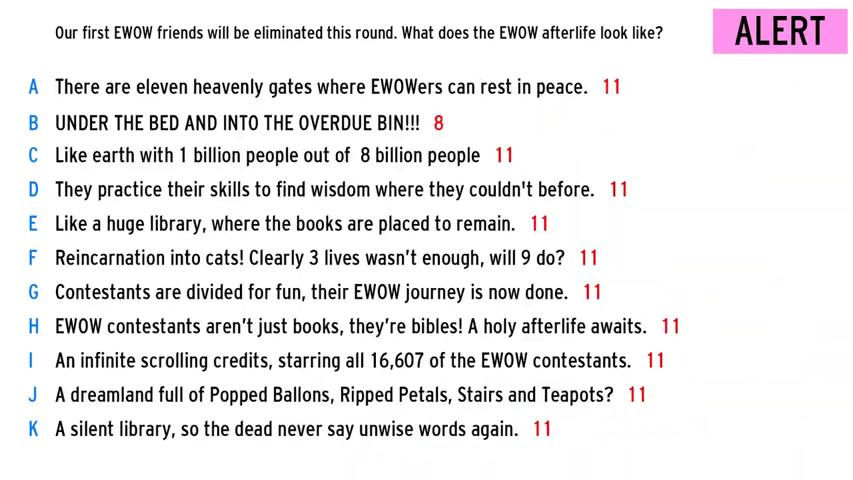 Our first EWOW friends will be eliminated this round. What does the EWOW afterlife look like?
ALERT
A There are eleven heavenly gates where EWOWers can rest in peace. 11
B UNDER THE BED AND INTO THE OVERDUE BIN!!! 8
C Like earth with 1 billion people out of 8 billion people 11
D They practice their skills to find wisdom where they couldn't before. 11
E Like a huge library, where the books are placed to remain. 11
F Reincarnation into cats! Clearly 3 lives wasn't enough, will 9 do? 11
G Contestants are divided for fun, their EWOW journey is now done. 11
H EWOW contestants aren't just books, they're bibles! A holy afterlife awaits. 11
I An infinite scrolling credits, starring all 16,607 of the EWOW contestants. 11
J A dreamland full of Popped Ballons, Ripped Petals, Stairs and Teapots? 11
K A silent library, so the dead never say unwise words again. 11